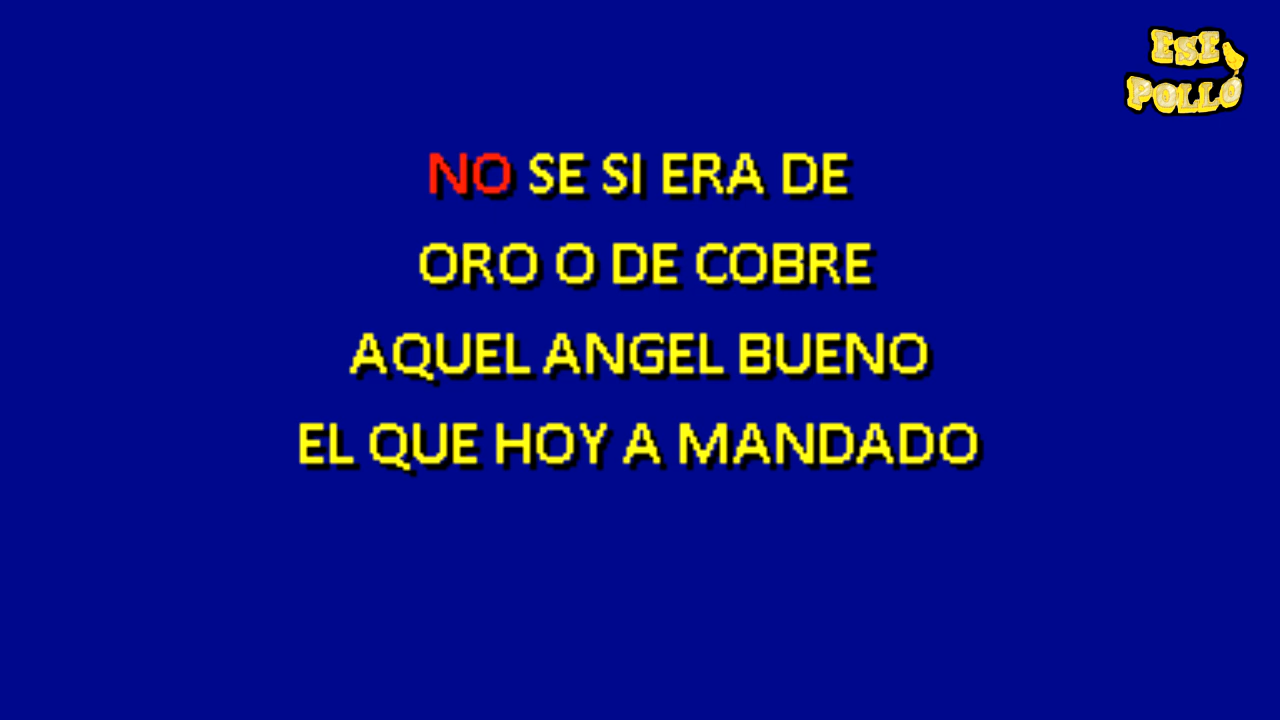 ESE
POLLO
NO SE SI ERA DE
ORO O DE COBRE
AQUEL ANGEL BUENO
EL QUE HOY A MANDADO